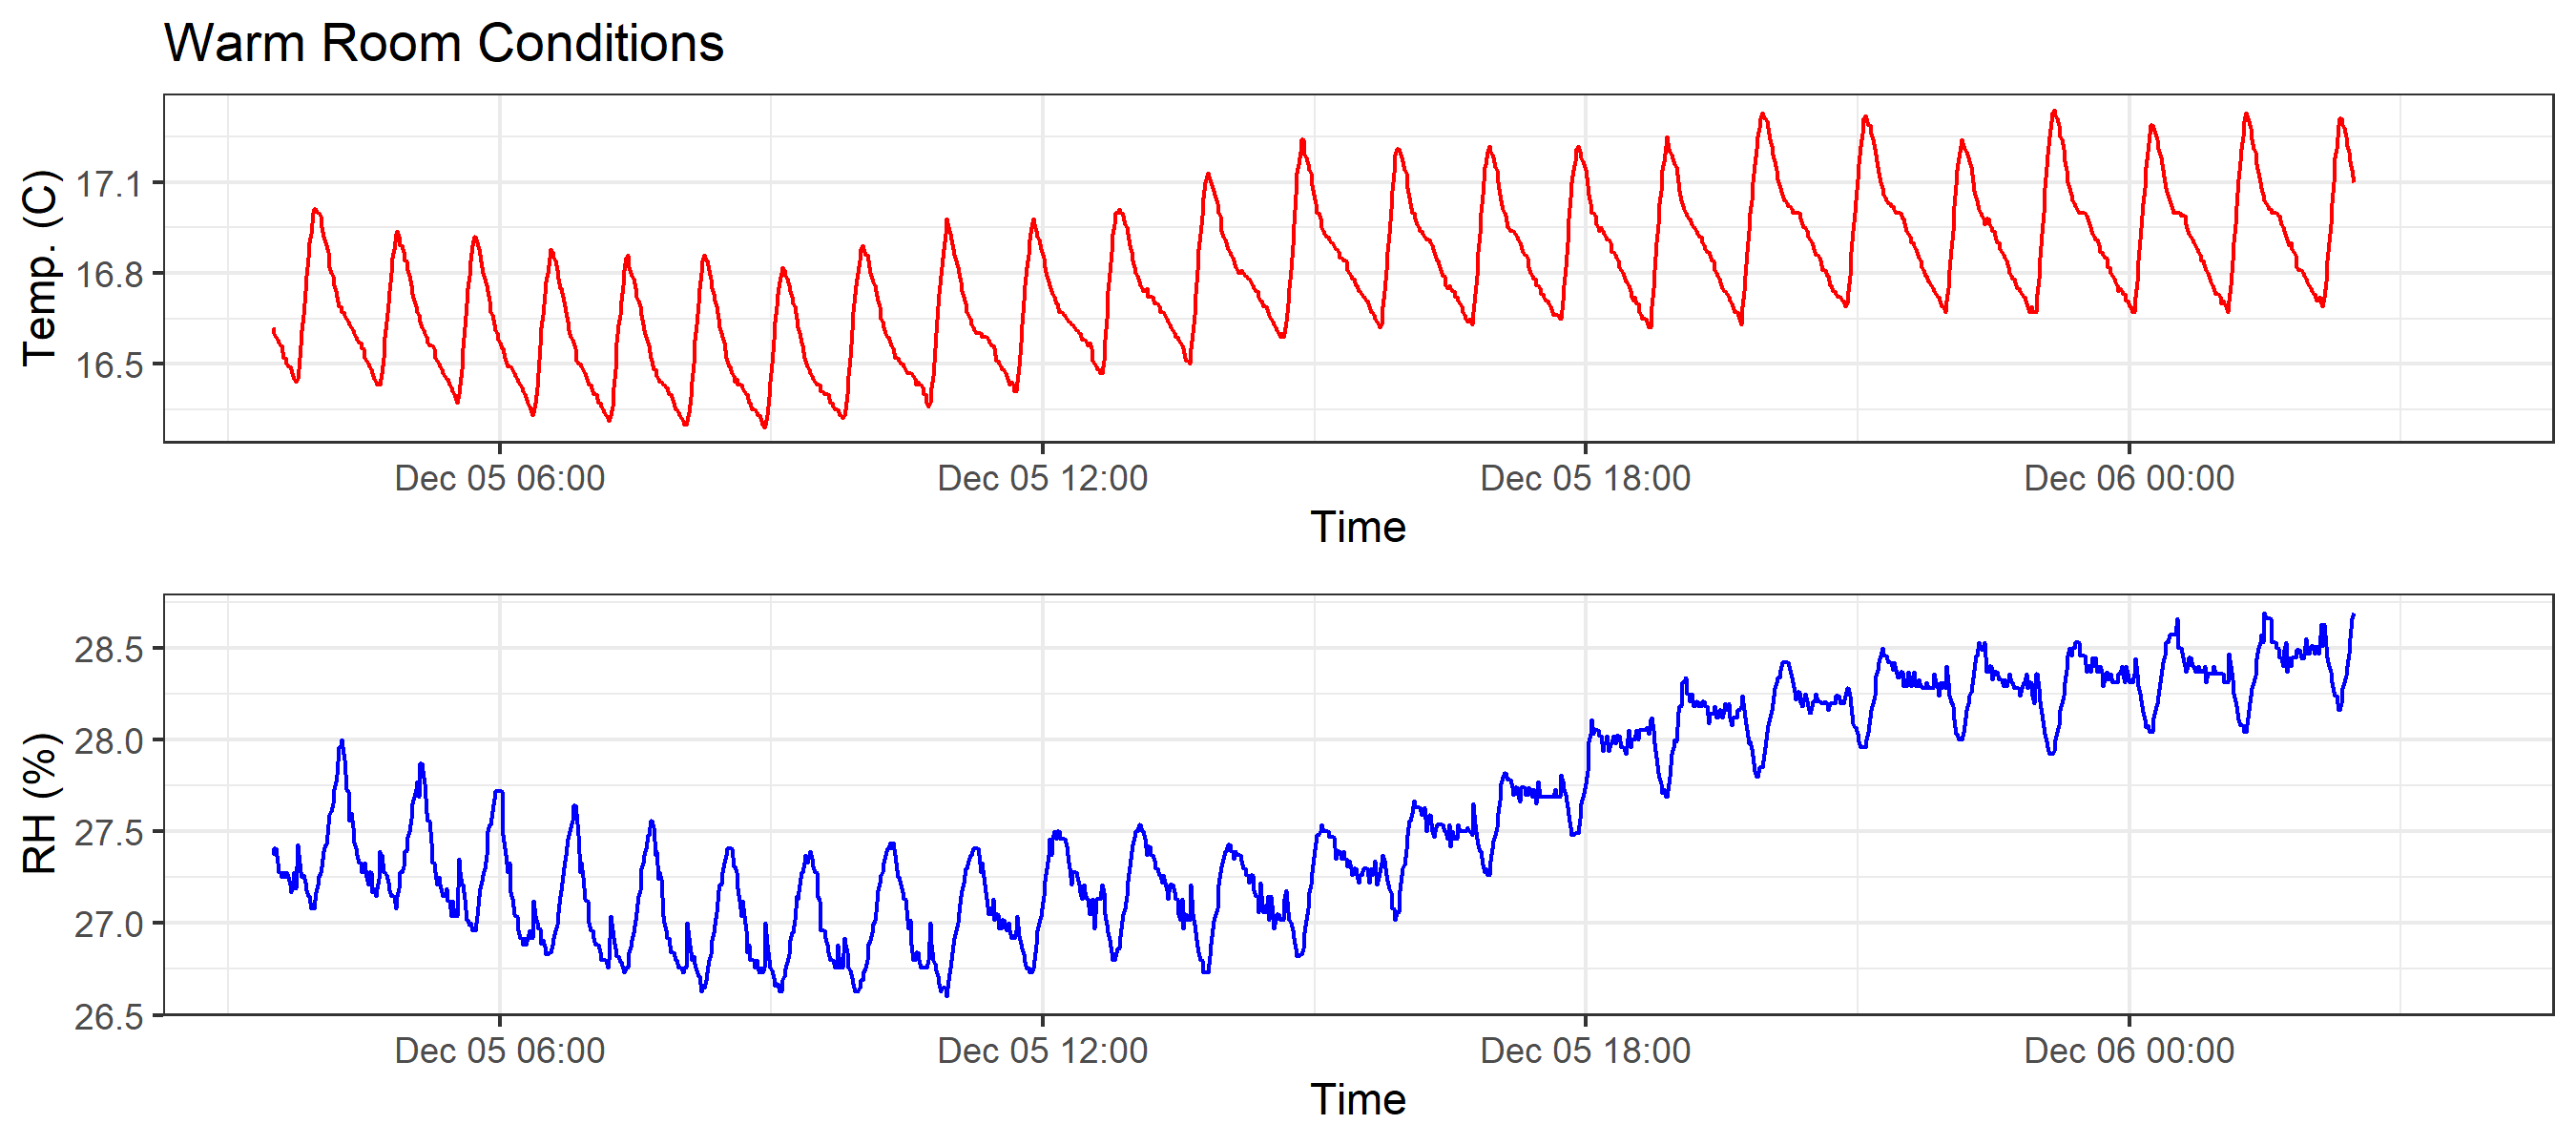 Warm Room Conditions
Temp. (C)
17.1
16.8
16.5
Dec 05 06:00 Dec 05 12:00 Dec 05 18:00 Dec 06 00:00
Time
RH (%)
28.5
28.0
27.5
27.0
26.5
Dec 05 06:00 Dec 05 12:00 Dec 05 18:00 Dec 06 00:00
Time